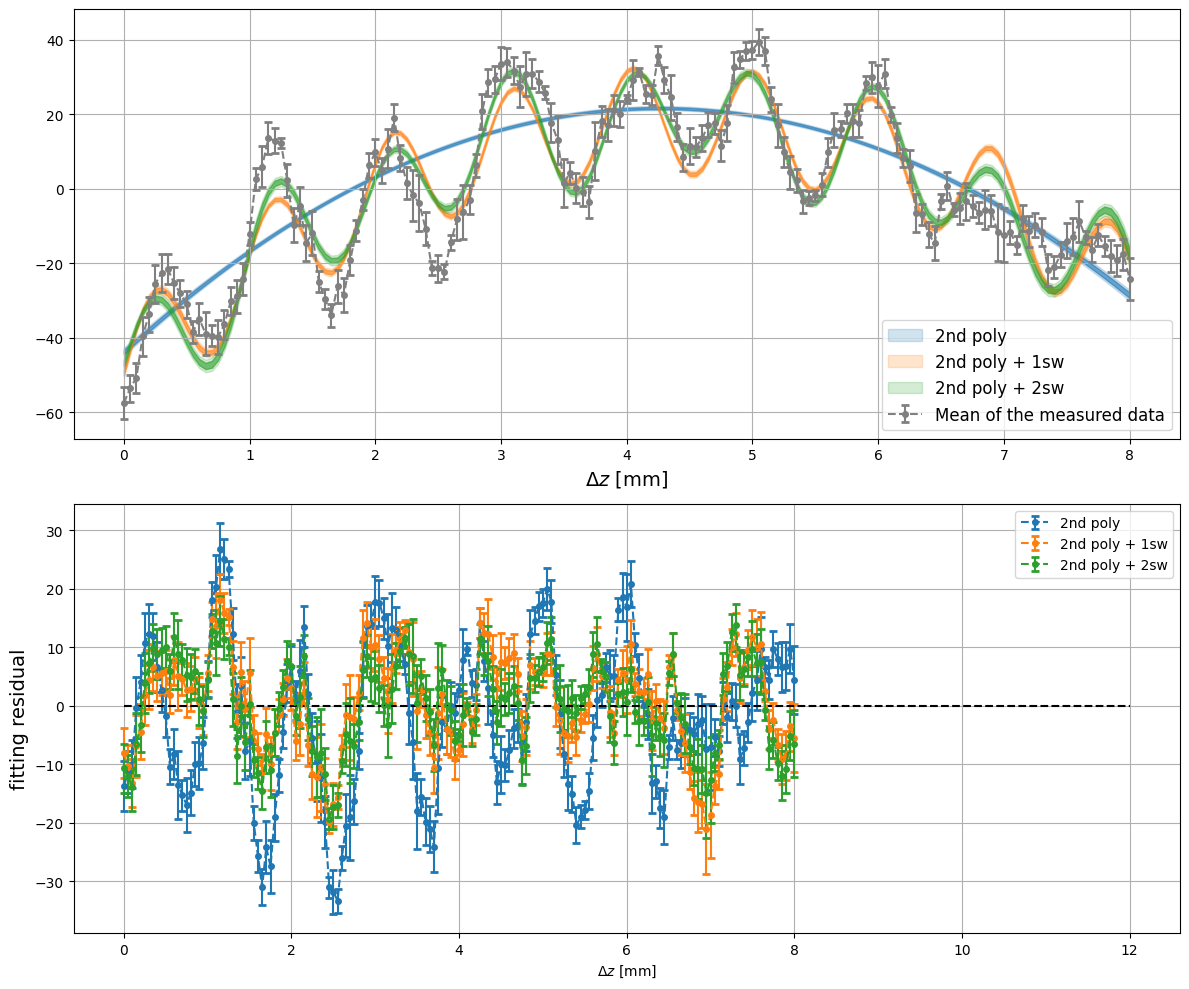 40
20
0
−20
−40
−60
0 1 2 3 4 5 6 7 8
Δz [mm]
2nd poly
2nd poly + 1sw
2nd poly + 2sw
Mean of the measured data
fitting residual
30
20
10
0
−10
−20
−30
0 2 4 6 8 10 12
Δz [mm]
2nd poly
2nd poly + 1sw
2nd poly + 2sw